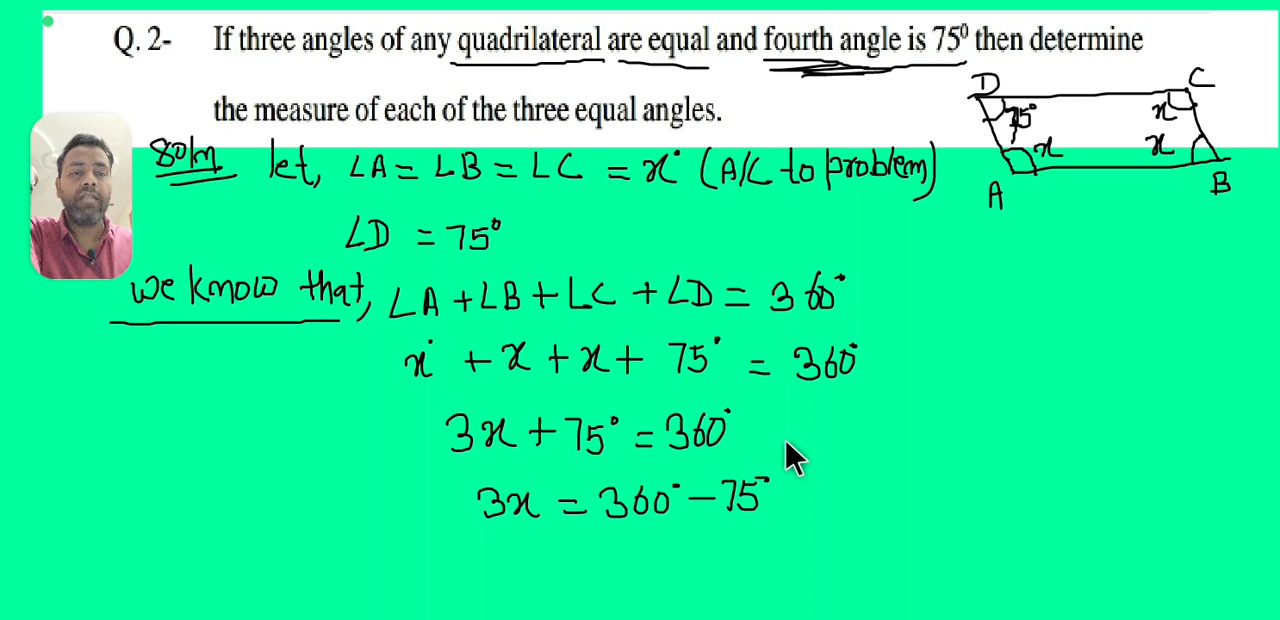 Q. 2- If three angles of any quadrilateral are equal and fourth angle is 75⁰ then determine
the measure of each of the three equal angles.
Soln let, ∠A = ∠B = ∠C = x° (A/C to problem)
∠D = 75°
we know that, ∠A + ∠B + ∠C + ∠D = 360°
x° + x + x + 75° = 360°
3x + 75° = 360°
3x = 360° - 75°
D C
75° x
x x
A B